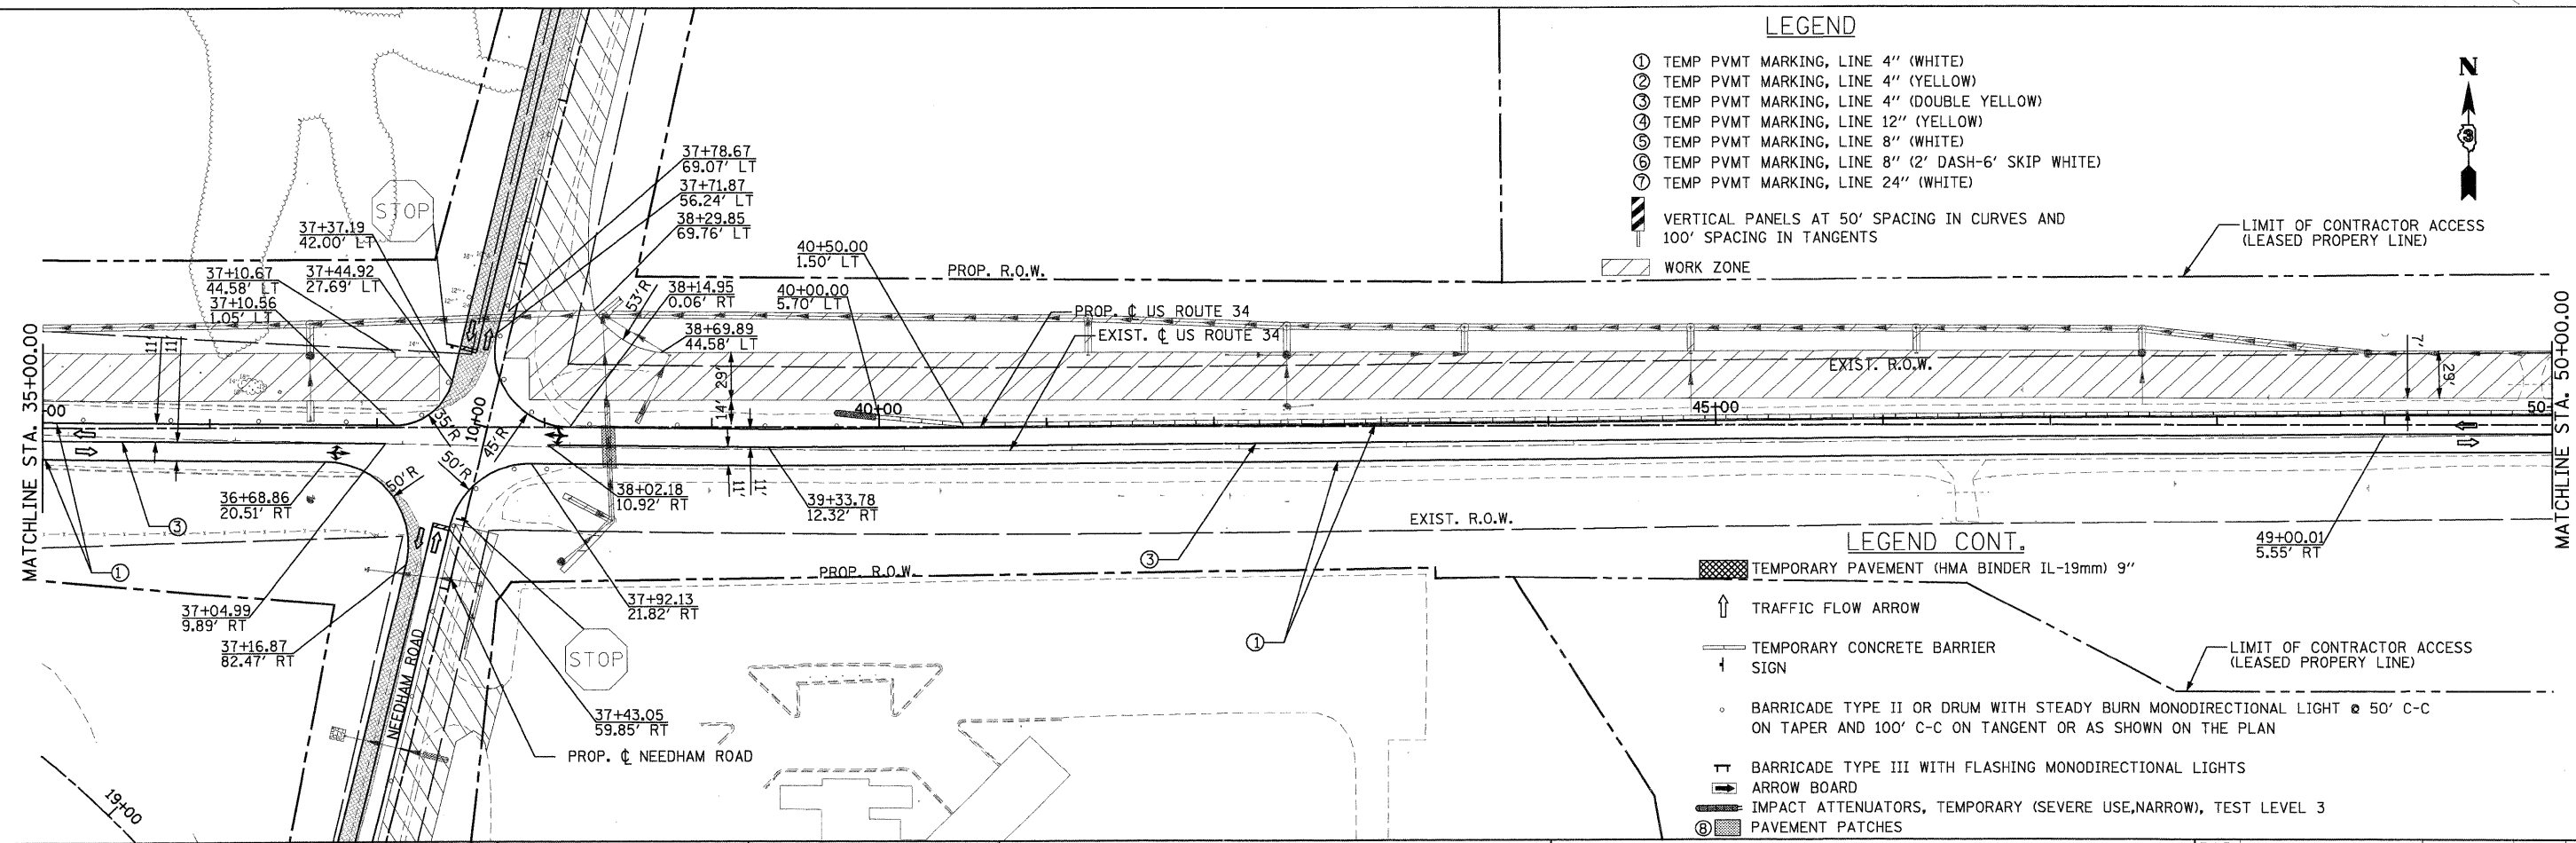 LEGEND
① TEMP PVMT MARKING, LINE 4" (WHITE)
② TEMP PVMT MARKING, LINE 4" (YELLOW)
③ TEMP PVMT MARKING, LINE 4" (DOUBLE YELLOW)
④ TEMP PVMT MARKING, LINE 12" (YELLOW)
⑤ TEMP PVMT MARKING, LINE 8" (WHITE)
⑥ TEMP PVMT MARKING, LINE 8" (2' DASH-6' SKIP WHITE)
⑦ TEMP PVMT MARKING, LINE 24" (WHITE)
VERTICAL PANELS AT 50' SPACING IN CURVES AND
100' SPACING IN TANGENTS
WORK ZONE
N
3
LIMIT OF CONTRACTOR ACCESS
(LEASED PROPERY LINE)
37+78.67
69.07' LT
37+71.87
56.24' LT
38+29.85
69.76' LT
STOP
37+37.19
42.00' LT
37+10.67
44.58' LT
37+44.92
27.69' LT
37+10.56
1.05' LT
40+50.00
1.50' LT
40+00.00
5.70' LT
38+14.95
0.06' RT
38+69.89
44.58' LT
53'R
PROP. R.O.W.
PROP. ℄ US ROUTE 34
EXIST. ℄ US ROUTE 34
EXIST. R.O.W.
MATCHLINE STA. 35+00.00
MATCHLINE STA. 50+00.00
11'
11'
29'
14'
7'
29'
-00
40+00
45+00
50-
35'R
10+00
45'R
50'R
50'R
11'
11'
36+68.86
20.51' RT
③
①
38+02.18
10.92' RT
39+33.78
12.32' RT
EXIST. R.O.W.
③
49+00.01
5.55' RT
PROP. R.O.W.
37+04.99
9.89' RT
37+16.87
82.47' RT
37+92.13
21.82' RT
①
STOP
NEEDHAM ROAD
37+43.05
59.85' RT
PROP. ℄ NEEDHAM ROAD
19+00
LEGEND CONT.
TEMPORARY PAVEMENT (HMA BINDER IL-19mm) 9"
TRAFFIC FLOW ARROW
TEMPORARY CONCRETE BARRIER
SIGN
LIMIT OF CONTRACTOR ACCESS
(LEASED PROPERY LINE)
BARRICADE TYPE II OR DRUM WITH STEADY BURN MONODIRECTIONAL LIGHT @ 50' C-C
ON TAPER AND 100' C-C ON TANGENT OR AS SHOWN ON THE PLAN
BARRICADE TYPE III WITH FLASHING MONODIRECTIONAL LIGHTS
ARROW BOARD
IMPACT ATTENUATORS, TEMPORARY (SEVERE USE,NARROW), TEST LEVEL 3
⑧ PAVEMENT PATCHES